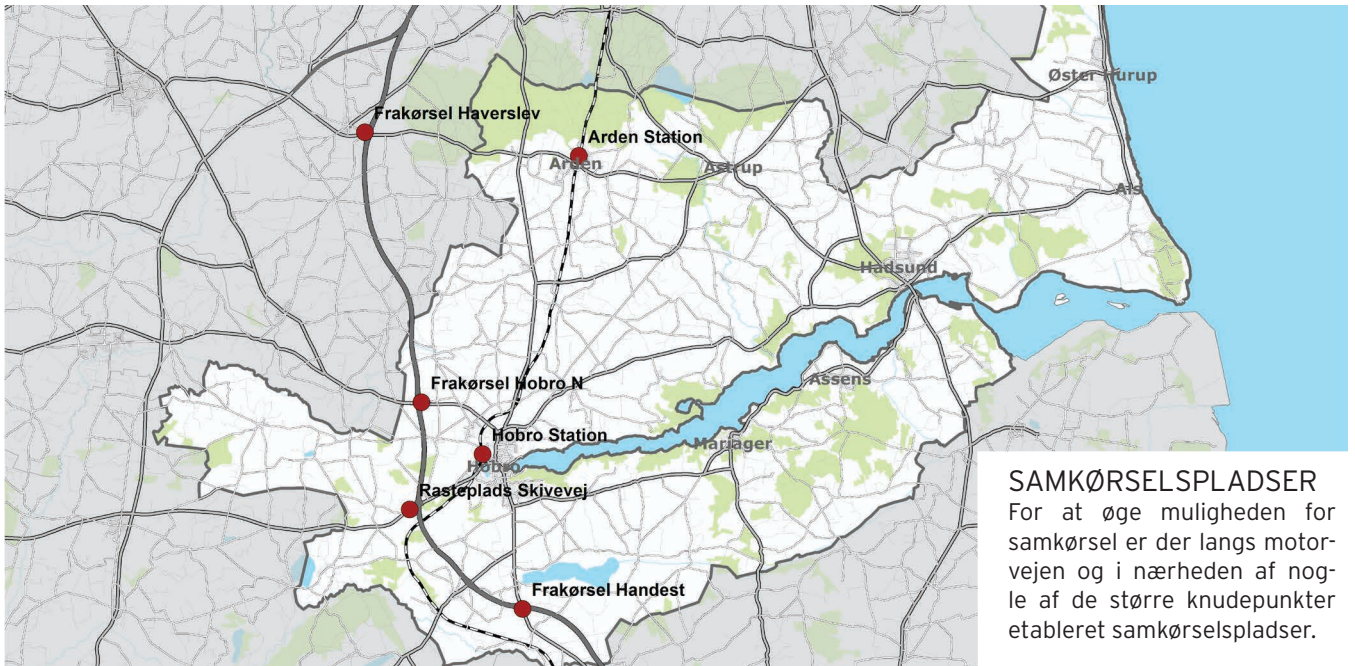 Øster Hurup
Frakørsel Haverslev
Arden Station
Arden
Astrup
Als
Hadsund
Assens
Frakørsel Hobro N
Hobro Station
Mariager
Hobro
Rasteplads Skivevej
Frakørsel Handest
SAMKØRSELSPLADSER
For at øge muligheden for
samkørsel er der langs motor-
vejen og i nærheden af nog-
le af de større knudepunkter
etableret samkørselspladser.